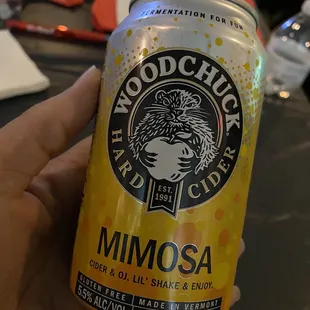 FERMENTATION FOR FUN
WOODCHUCK
HARD CIDER
EST.
1991
MIMOSA
CIDER & OJ, LIL' SHAKE & ENJOY.
GLUTEN FREE
MADE IN VERMONT
5.5% ALC/VOL